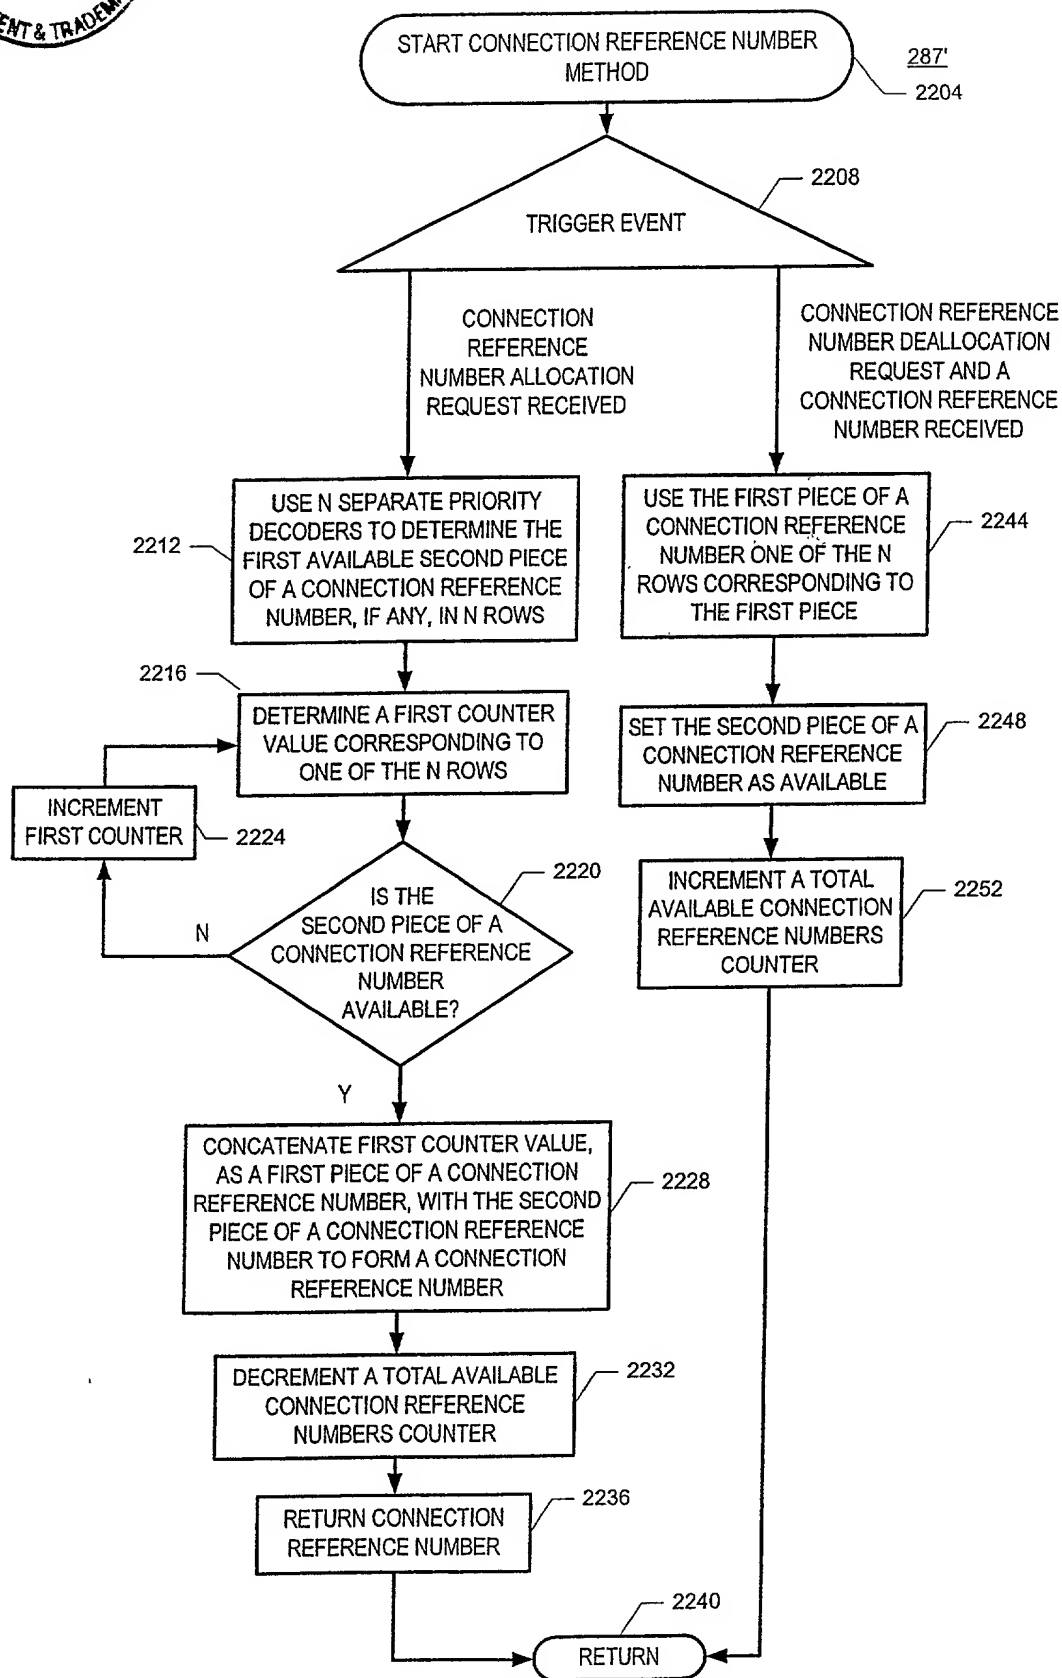 ENT & TRADEM
START CONNECTION REFERENCE NUMBER
METHOD
287'
2204
2208
TRIGGER EVENT
CONNECTION
REFERENCE
NUMBER ALLOCATION
REQUEST RECEIVED
CONNECTION REFERENCE
NUMBER DEALLOCATION
REQUEST AND A
CONNECTION REFERENCE
NUMBER RECEIVED
2212
USE N SEPARATE PRIORITY
DECODERS TO DETERMINE THE
FIRST AVAILABLE SECOND PIECE
OF A CONNECTION REFERENCE
NUMBER, IF ANY, IN N ROWS
USE THE FIRST PIECE OF A
CONNECTION REFERENCE
NUMBER ONE OF THE N
ROWS CORRESPONDING TO
THE FIRST PIECE
2244
2216
DETERMINE A FIRST COUNTER
VALUE CORRESPONDING TO
ONE OF THE N ROWS
SET THE SECOND PIECE OF A
CONNECTION REFERENCE
NUMBER AS AVAILABLE
2248
INCREMENT
FIRST COUNTER
2224
2220
IS THE
SECOND PIECE OF A
CONNECTION REFERENCE
NUMBER
AVAILABLE?
N
Y
INCREMENT A TOTAL
AVAILABLE CONNECTION
REFERENCE NUMBERS
COUNTER
2252
CONCATENATE FIRST COUNTER VALUE,
AS A FIRST PIECE OF A CONNECTION
REFERENCE NUMBER, WITH THE SECOND
PIECE OF A CONNECTION REFERENCE
NUMBER TO FORM A CONNECTION
REFERENCE NUMBER
2228
DECREMENT A TOTAL AVAILABLE
CONNECTION REFERENCE
NUMBERS COUNTER
2232
RETURN CONNECTION
REFERENCE NUMBER
2236
2240
RETURN